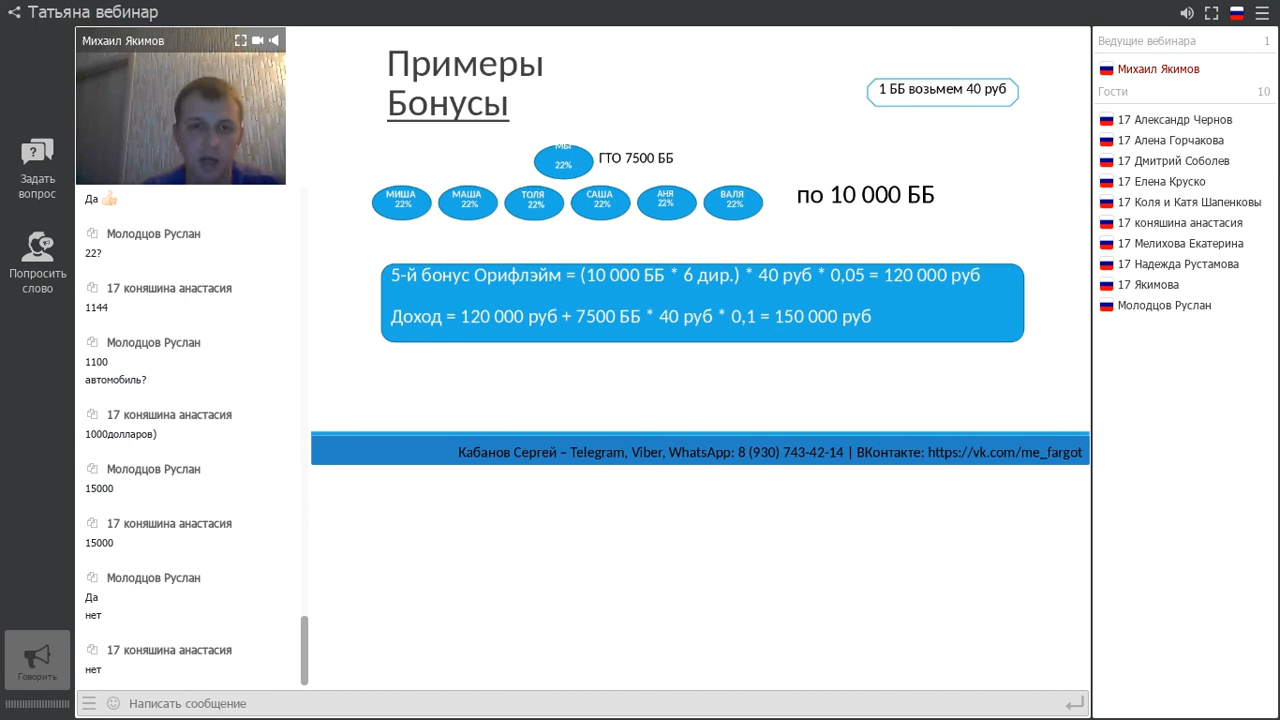 Татьяна вебинар
Михаил Якимов
Задать
вопрос
Попросить
слово
Говорить
Да
Молодцов Руслан
22?
17 коняшина анастасия
1144
Молодцов Руслан
1100
автомобиль?
17 коняшина анастасия
1000долларов)
Молодцов Руслан
15000
17 коняшина анастасия
15000
Молодцов Руслан
Да
нет
17 коняшина анастасия
нет
Написать сообщение
Примеры
Бонусы
1 ББ возьмем 40 руб
МЫ
22%
ГТО 7500 ББ
МИША
22%
МАША
22%
ТОЛЯ
22%
САША
22%
АНЯ
22%
ВАЛЯ
22%
по 10 000 ББ
5-й бонус Орифлэйм = (10 000 ББ * 6 дир.) * 40 руб * 0,05 = 120 000 руб
Доход = 120 000 руб + 7500 ББ * 40 руб * 0,1 = 150 000 руб
Кабанов Сергей – Telegram, Viber, WhatsApp: 8 (930) 743-42-14 | ВКонтакте: https://vk.com/me_fargot
Ведущие вебинара 1
Михаил Якимов
Гости 10
17 Александр Чернов
17 Алена Горчакова
17 Дмитрий Соболев
17 Елена Круско
17 Коля и Катя Шапенковы
17 коняшина анастасия
17 Мелихова Екатерина
17 Надежда Рустамова
17 Якимова
Молодцов Руслан